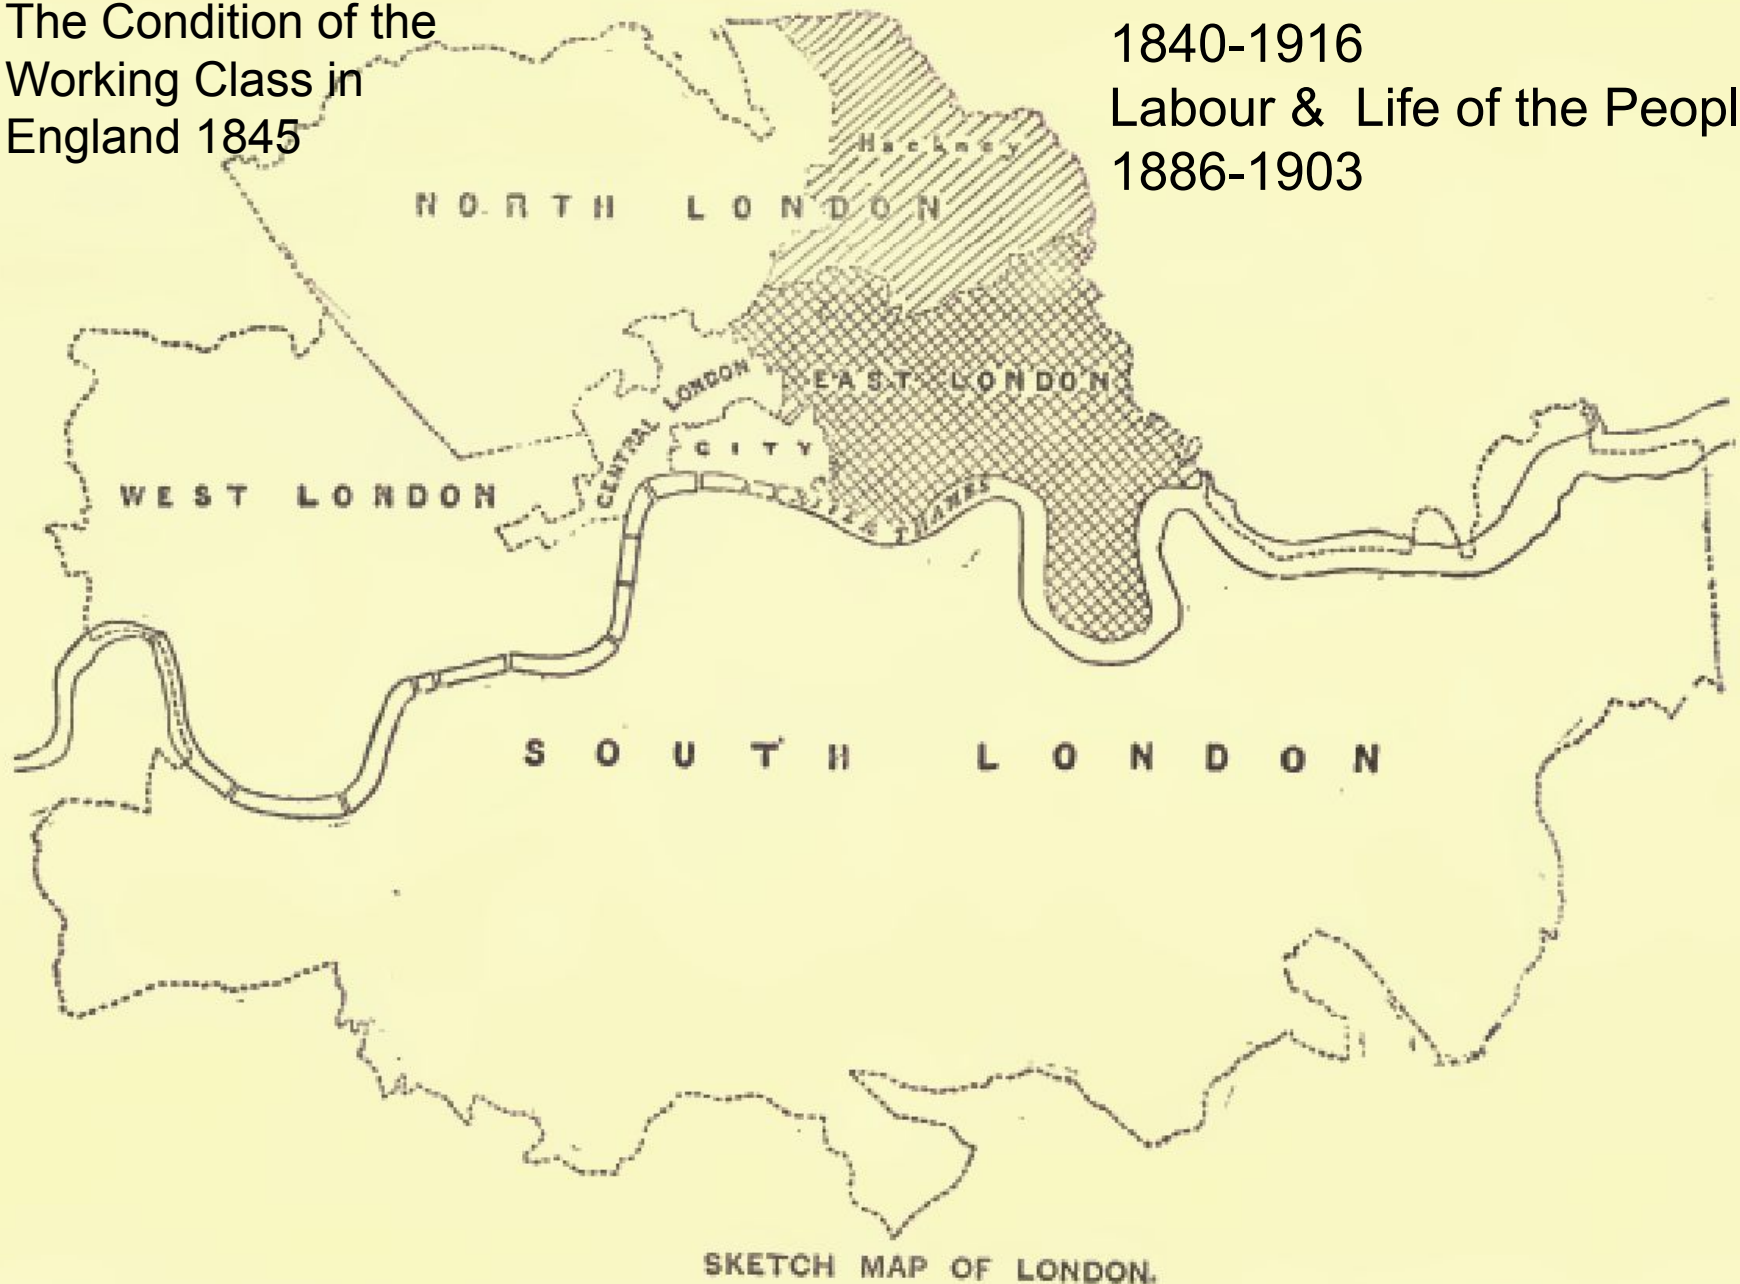 The Condition of the
Working Class in
England 1845
1840-1916
Labour & Life of the Peopl
1886-1903
Hackney
NORTH LONDON
EAST LONDON
CENTRAL LONDON
CITY
WEST LONDON
THAMES
SOUTH LONDON
SKETCH MAP OF LONDON.